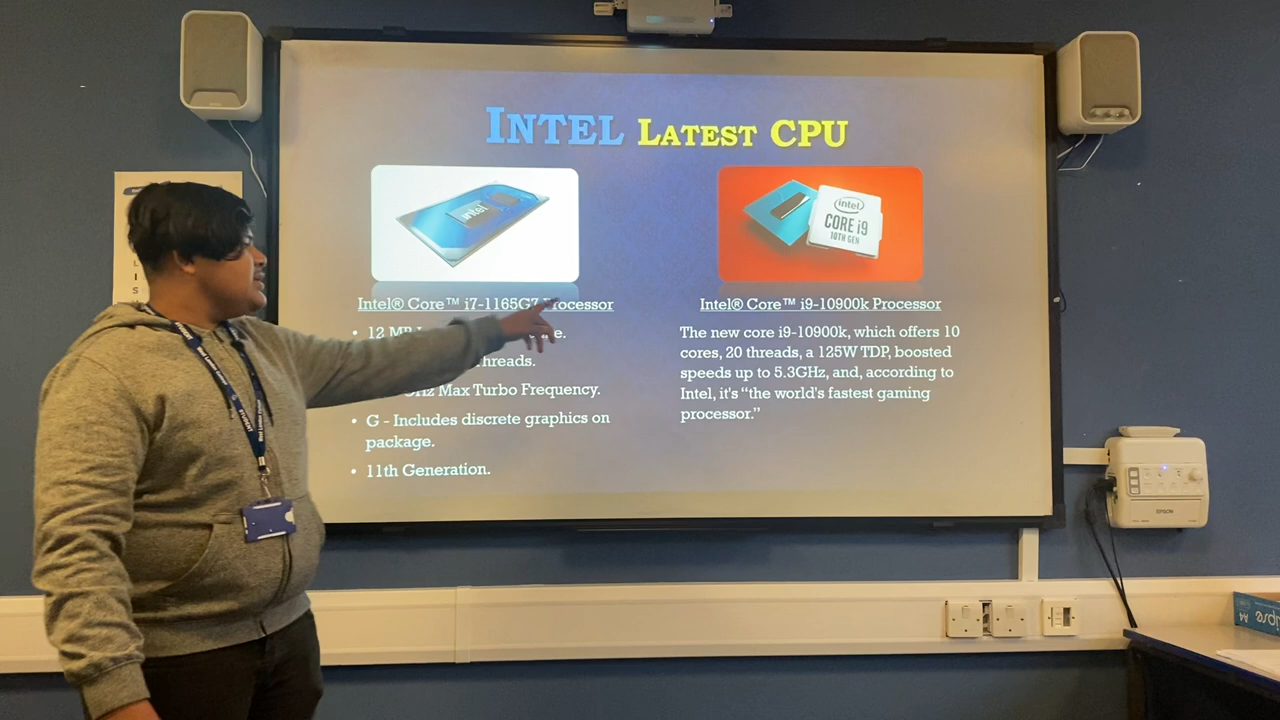 INTEL LATEST CPU
intel
intel
CORE i9
10TH GEN
Intel® Core™ i7-1165G7 Processor
• 12 MB
threads.
Max Turbo Frequency.
• G - Includes discrete graphics on
package.
• 11th Generation.
Intel® Core™ i9-10900k Processor
The new core i9-10900k, which offers 10
cores, 20 threads, a 125W TDP, boosted
speeds up to 5.3GHz, and, according to
Intel, it's "the world's fastest gaming
processor."
L
I
S
STUDENT
EPSON
A4